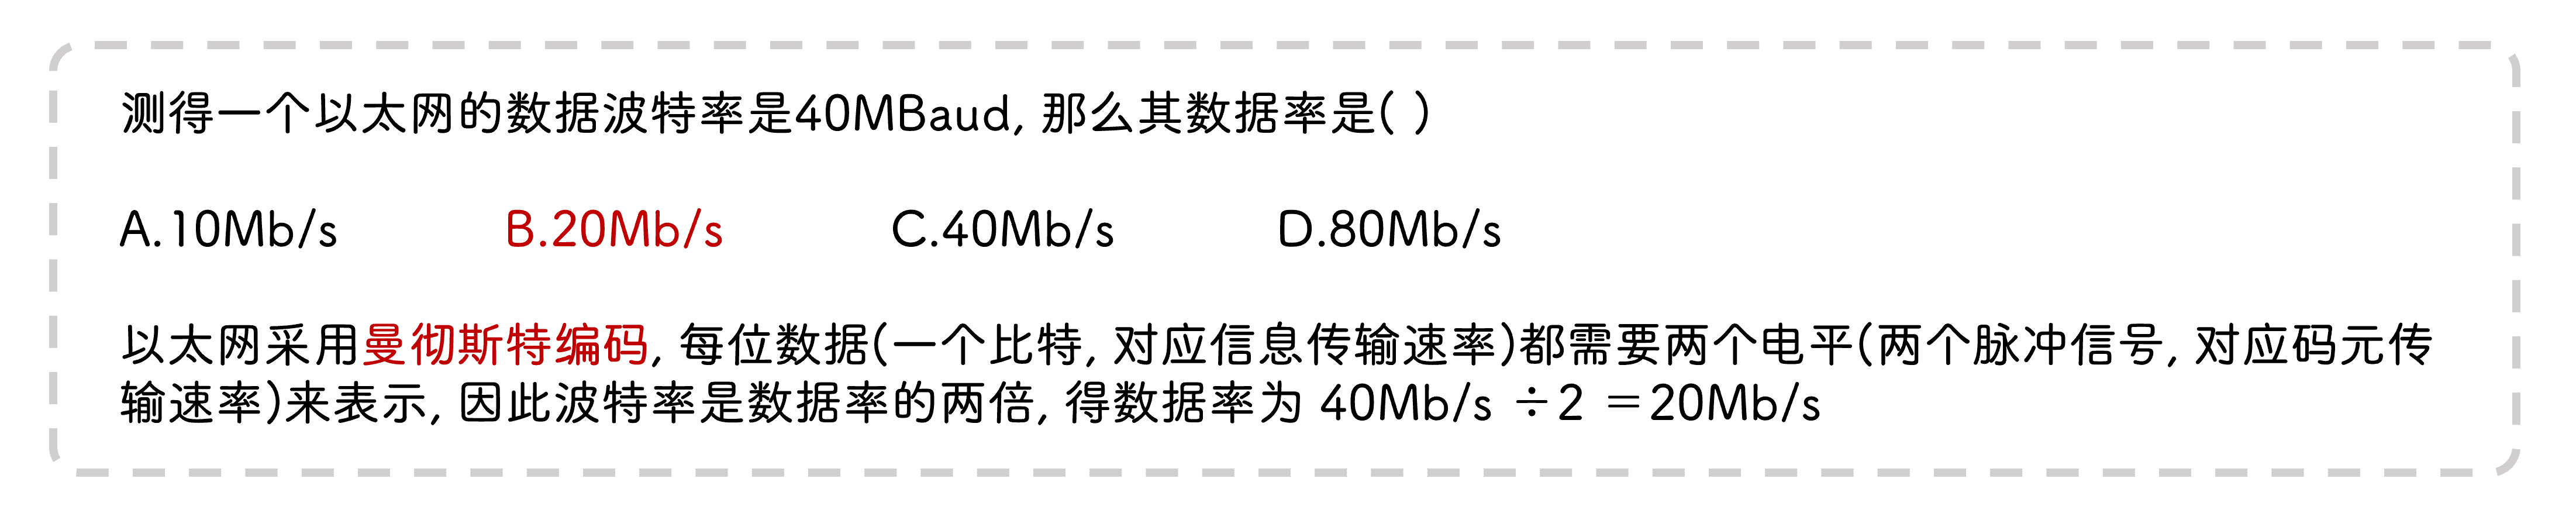 测得一个以太网的数据波特率是40MBaud, 那么其数据率是( )
A.10Mb/s B.20Mb/s C.40Mb/s D.80Mb/s
以太网采用曼彻斯特编码, 每位数据(一个比特, 对应信息传输速率)都需要两个电平(两个脉冲信号, 对应码元传
输速率)来表示, 因此波特率是数据率的两倍, 得数据率为 40Mb/s ÷2 =20Mb/s